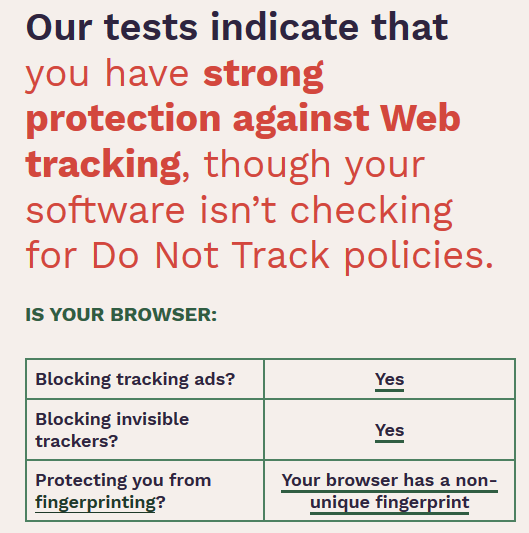 Our tests indicate that
you have strong
protection against Web
tracking, though your
software isn’t checking
for Do Not Track policies.
IS YOUR BROWSER:
Blocking tracking ads?
Yes
Blocking invisible
trackers?
Yes
Protecting you from
fingerprinting?
Your browser has a non-
unique fingerprint